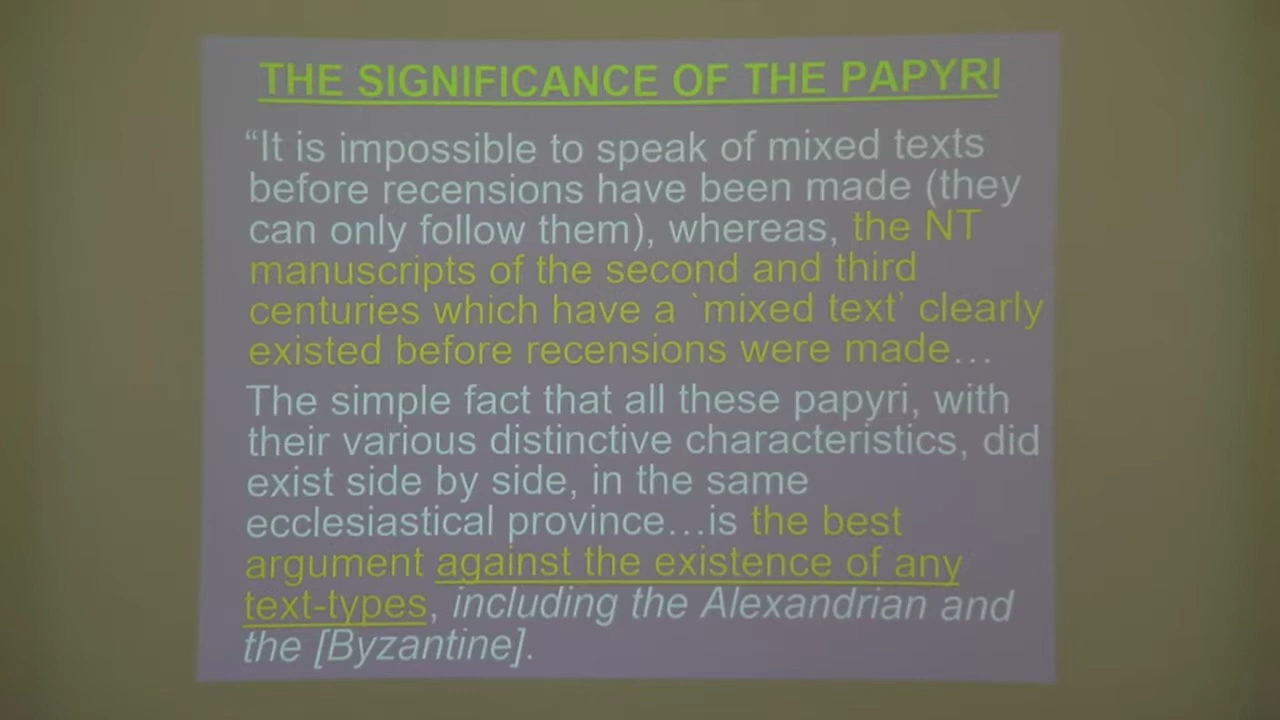 THE SIGNIFICANCE OF THE PAPYRI
“It is impossible to speak of mixed texts
before recensions have been made (they
can only follow them), whereas, the NT
manuscripts of the second and third
centuries which have a `mixed text’ clearly
existed before recensions were made…
The simple fact that all these papyri, with
their various distinctive characteristics, did
exist side by side, in the same
ecclesiastical province…is the best
argument against the existence of any
text-types, including the Alexandrian and
the [Byzantine].